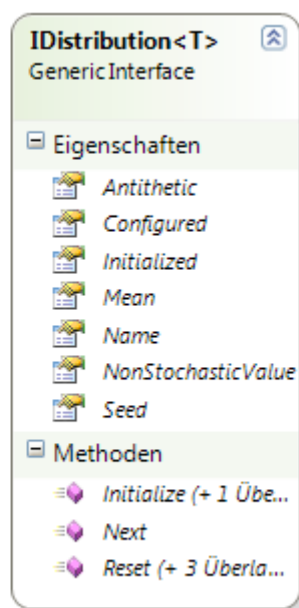 IDistribution<T>
Generic Interface
Eigenschaften
Antithetic
Configured
Initialized
Mean
Name
NonStochasticValue
Seed
Methoden
Initialize (+ 1 Übe...
Next
Reset (+ 3 Überla...